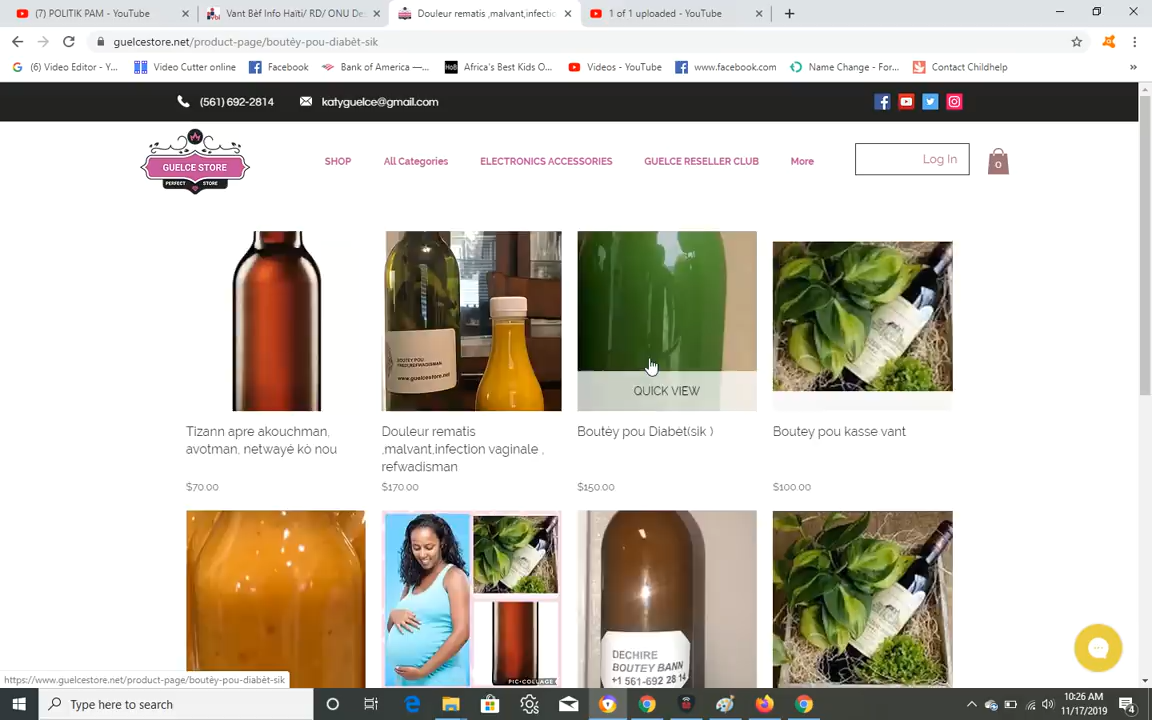 (7) POLITIK PAM - YouTube
Vant Bèf Info Haïti/ RD/ ONU De
Douleur rematis ,malvant,infectio
1 of 1 uploaded - YouTube
guelcestore.net/product-page/boutèy-pou-diabèt-sik
(6) Video Editor - Y...
Video Cutter online
Facebook
Bank of America —...
Africa's Best Kids O...
Videos - YouTube
www.facebook.com
Name Change - For...
Contact Childhelp
(561) 692-2814
katyguelce@gmail.com
GUELCE STORE
PERFECT STORE
SHOP
All Categories
ELECTRONICS ACCESSORIES
GUELCE RESELLER CLUB
More
Log In
0
www.guelcestore.net
QUICK VIEW
Tizann apre akouchman,
avotman, netwayé kò nou
$70.00
Douleur rematis
,malvant,infection vaginale ,
refwadisman
$170.00
Boutèy pou Diabèt(sik )
$150.00
Boutey pou kasse vant
$100.00
PIC•COLLAGE
DECHIRE
BOUTEY BANN
+1 561-692 28 14
https://www.guelcestore.net/product-page/boutèy-pou-diabèt-sik
Type here to search
10:26 AM
11/17/2019
4